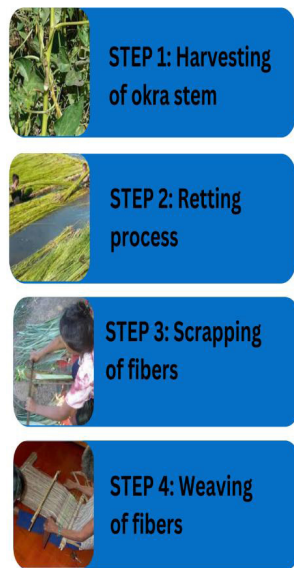 STEP 1: Harvesting
of okra stem
STEP 2: Retting
process
STEP 3: Scrapping
of fibers
STEP 4: Weaving
of fibers